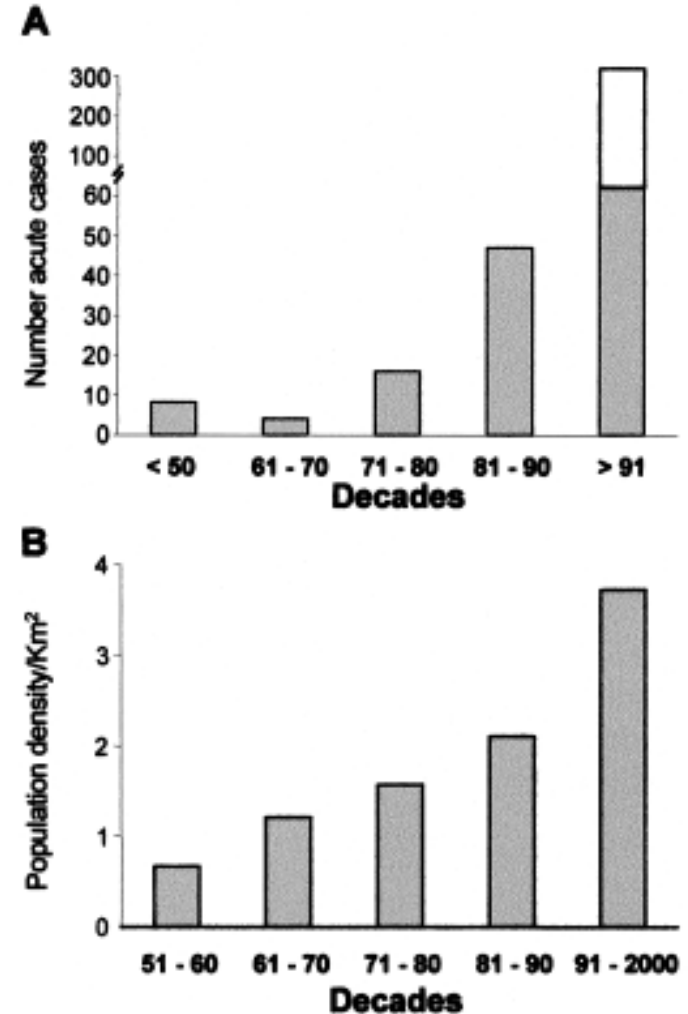 A
Number acute cases
300
200
100
60
50
40
30
20
10
0
< 50 61 - 70 71 - 80 81 - 90 > 91
Decades
B
Population density/Km²
4
3
2
1
0
51 - 60 61 - 70 71 - 80 81 - 90 91 - 2000
Decades